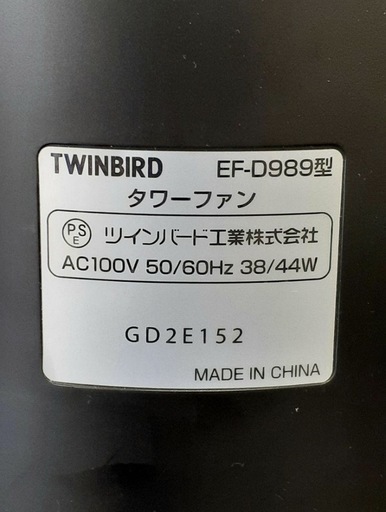 TWINBIRD EF-D989型
タワーファン
PSE ツインバード工業株式会社
AC100V 50/60Hz 38/44W
GD2E152
MADE IN CHINA